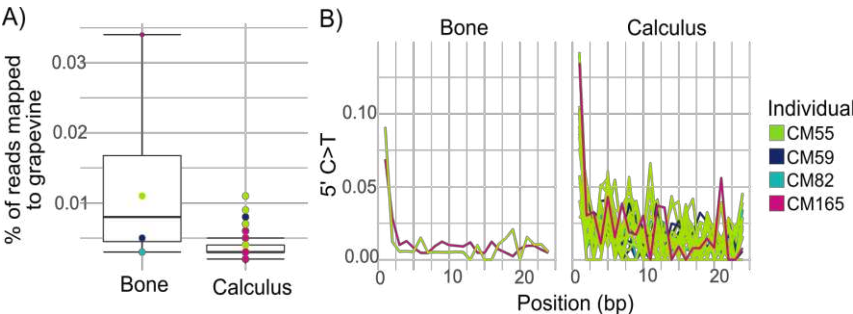 A)
% of reads mapped
to grapevine
0.03
0.02
0.01
Bone
Calculus
B)
Bone
Calculus
5' C>T
0.10
0.05
0.00
0
10
20
0
10
20
Position (bp)
Individual
CM55
CM59
CM82
CM165